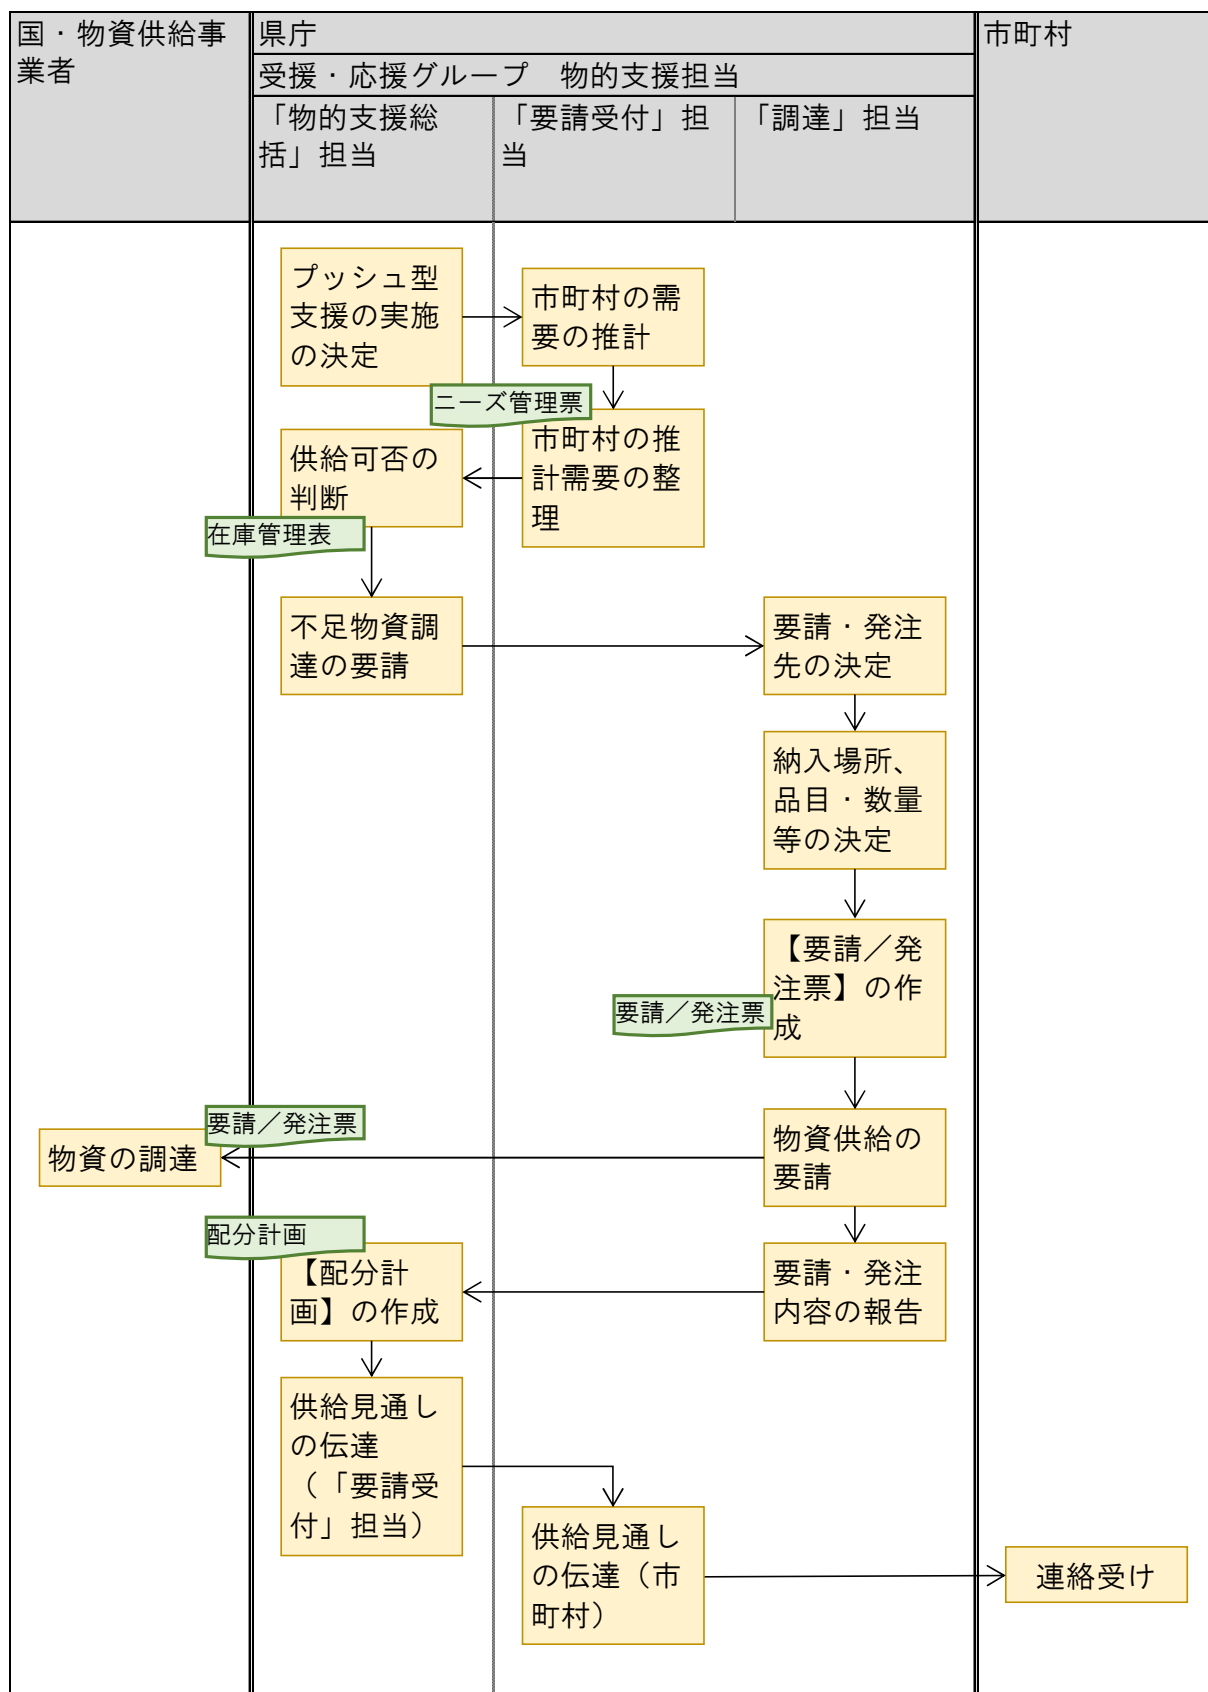 国・物資供給事
業者
県庁
市町村
受援・応援グループ　物的支援担当
「物的支援総
括」担当
「要請受付」担
当
「調達」担当
プッシュ型
支援の実施
の決定
市町村の需
要の推計
ニーズ管理票
市町村の推
計需要の整
理
供給可否の
判断
在庫管理表
不足物資調
達の要請
要請・発注
先の決定
納入場所、
品目・数量
等の決定
【要請／発
注票】の作
成
要請／発注票
物資供給の
要請
要請／発注票
物資の調達
要請・発注
内容の報告
配分計画
【配分計
画】の作成
供給見通し
の伝達
（「要請受
付」担当）
供給見通し
の伝達（市
町村）
連絡受け